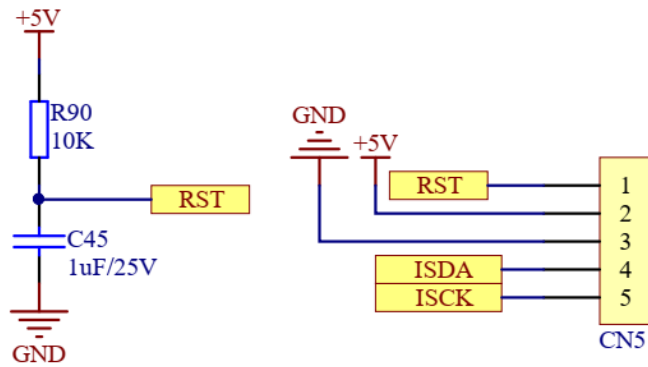 +5V
R90
10K
RST
C45
1uF/25V
GND
GND
+5V
RST
1
2
3
ISDA
4
ISCK
5
CN5